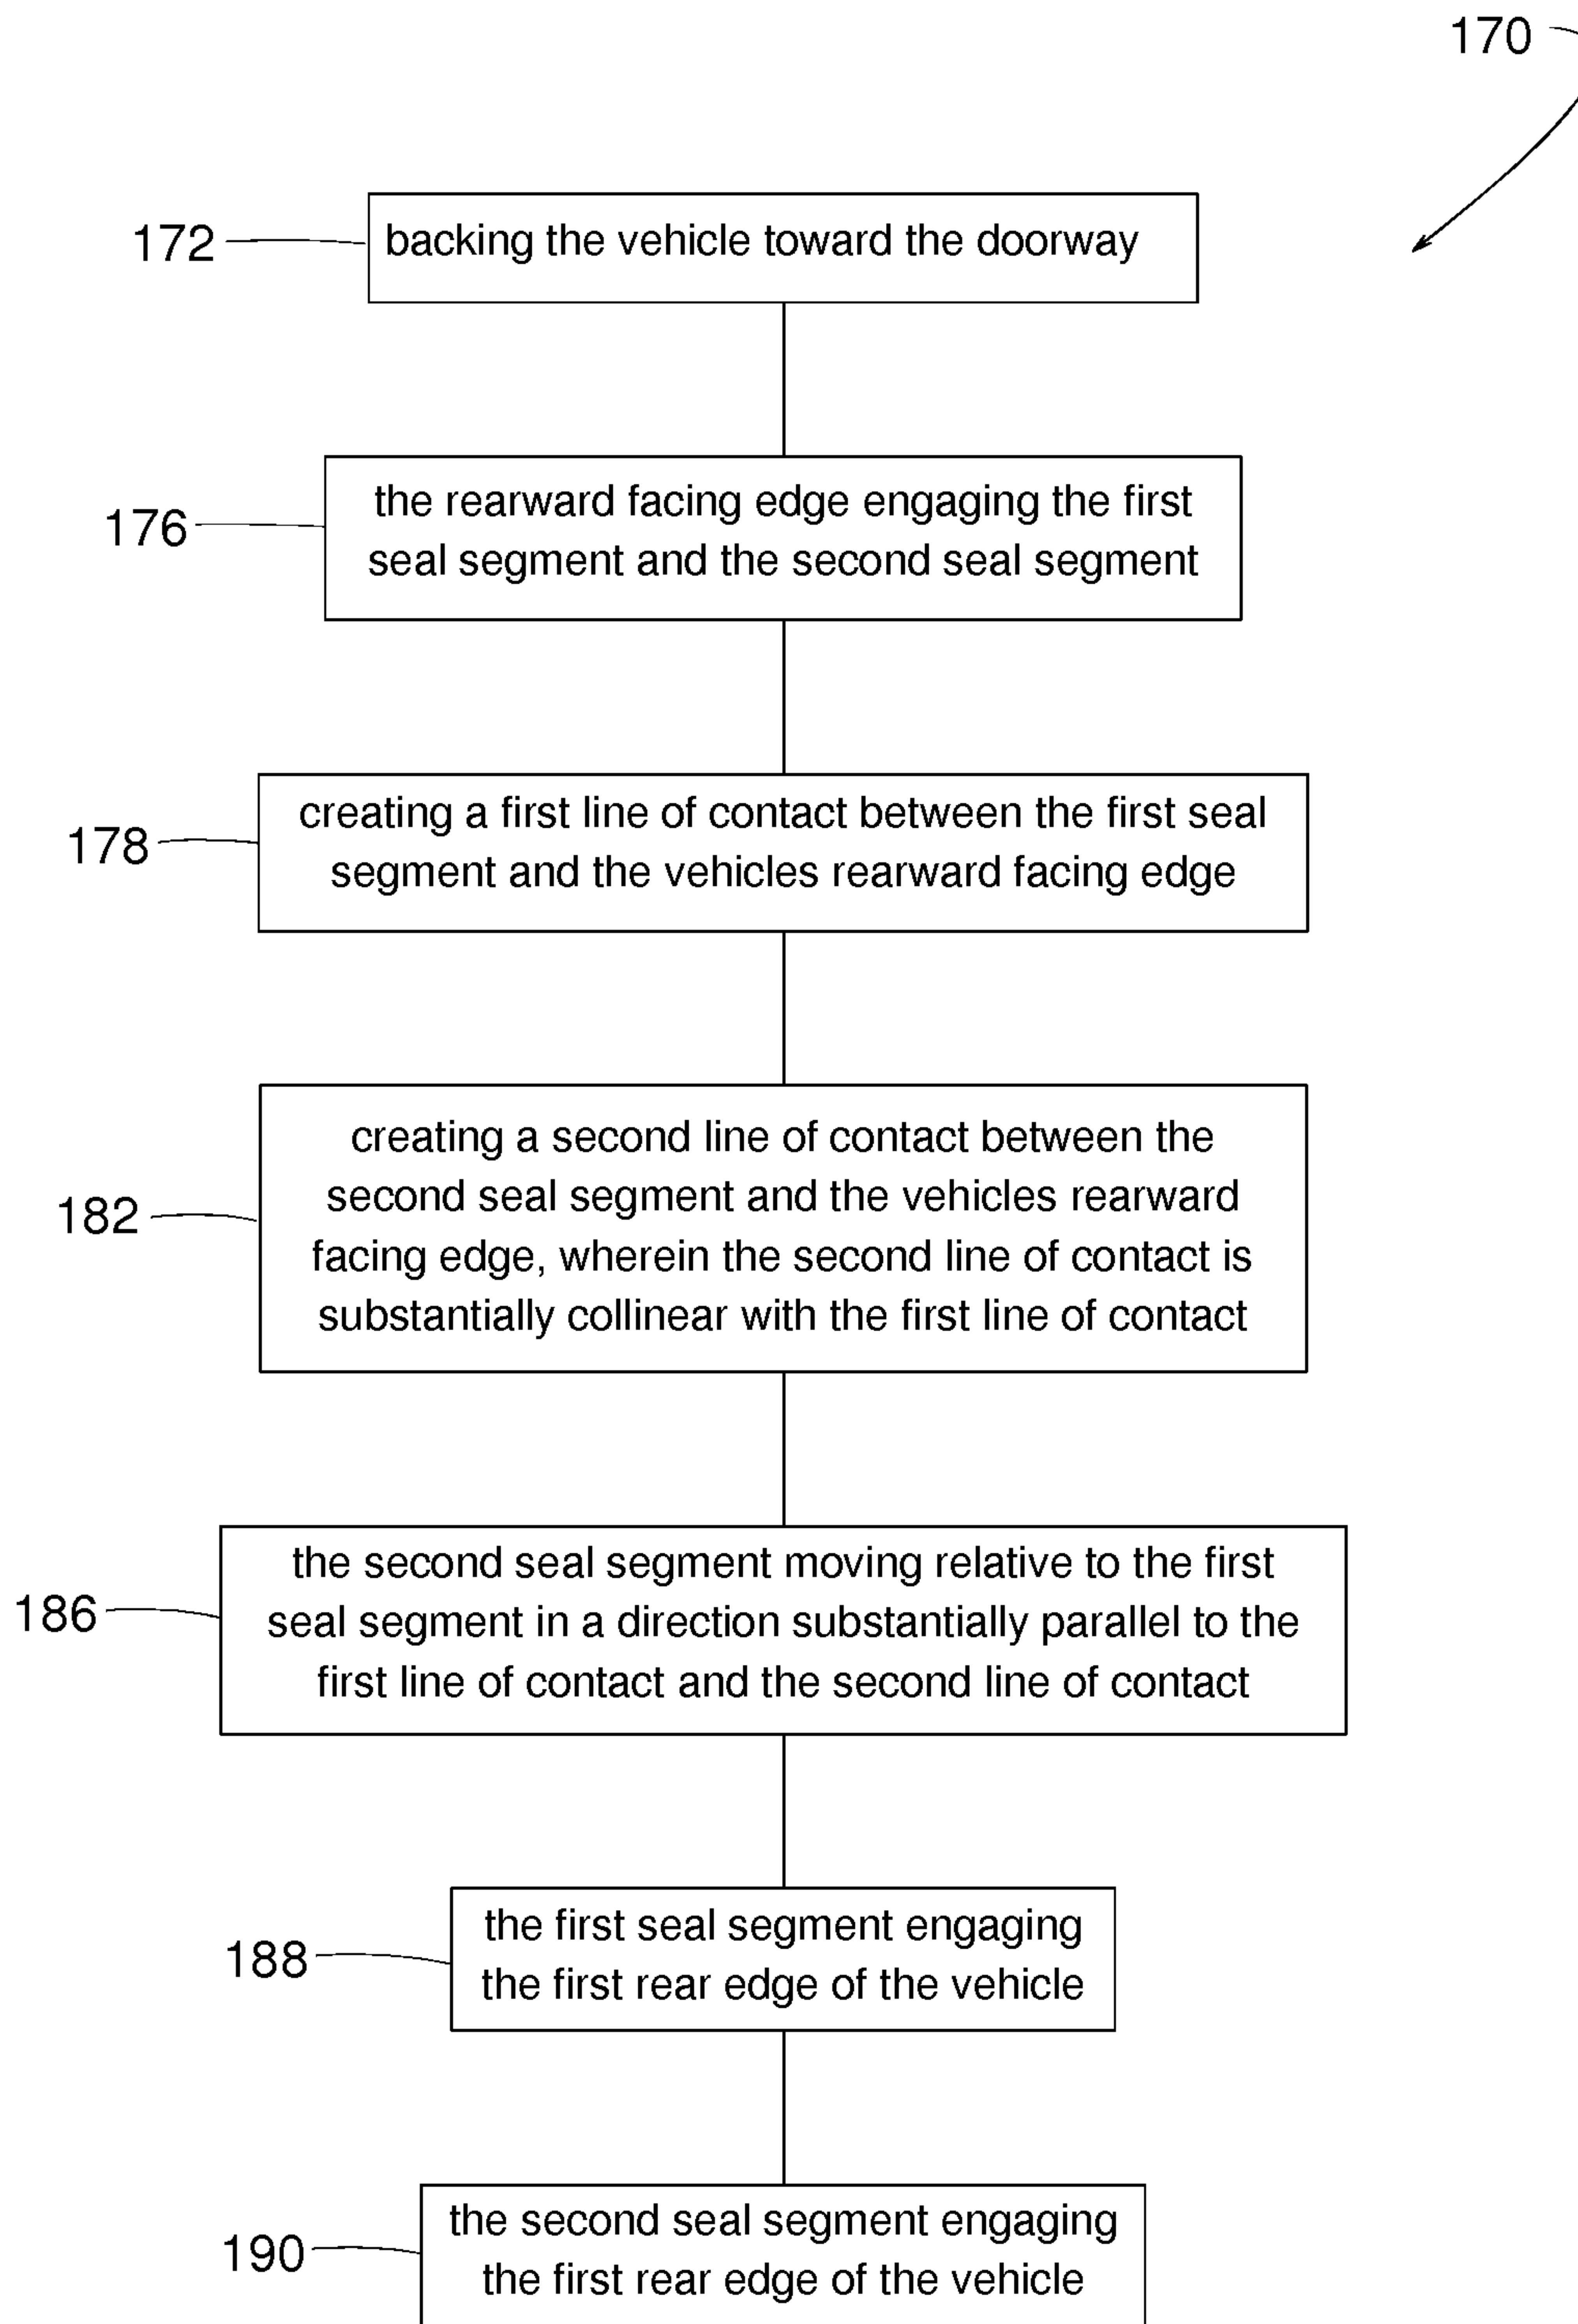 170
172
backing the vehicle toward the doorway
176
the rearward facing edge engaging the first
seal segment and the second seal segment
178
creating a first line of contact between the first seal
segment and the vehicles rearward facing edge
182
creating a second line of contact between the
second seal segment and the vehicles rearward
facing edge, wherein the second line of contact is
substantially collinear with the first line of contact
186
the second seal segment moving relative to the first
seal segment in a direction substantially parallel to the
first line of contact and the second line of contact
188
the first seal segment engaging
the first rear edge of the vehicle
190
the second seal segment engaging
the first rear edge of the vehicle